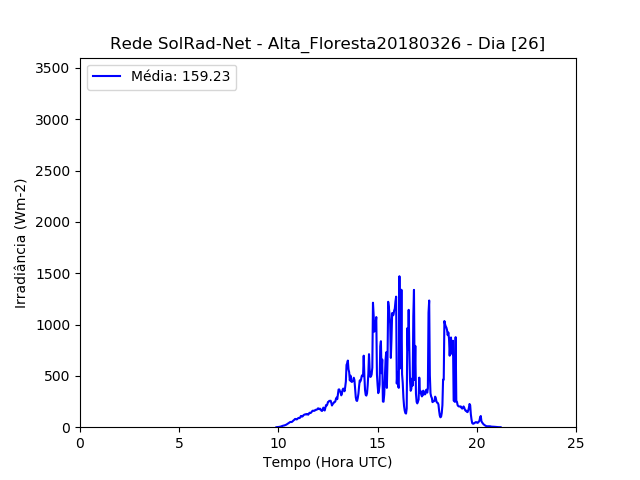 Rede SolRad-Net - Alta_Floresta20180326 - Dia [26]
Média: 159.23
3500
3000
2500
2000
1500
1000
500
0
Irradiância (Wm-2)
0 5 10 15 20 25
Tempo (Hora UTC)